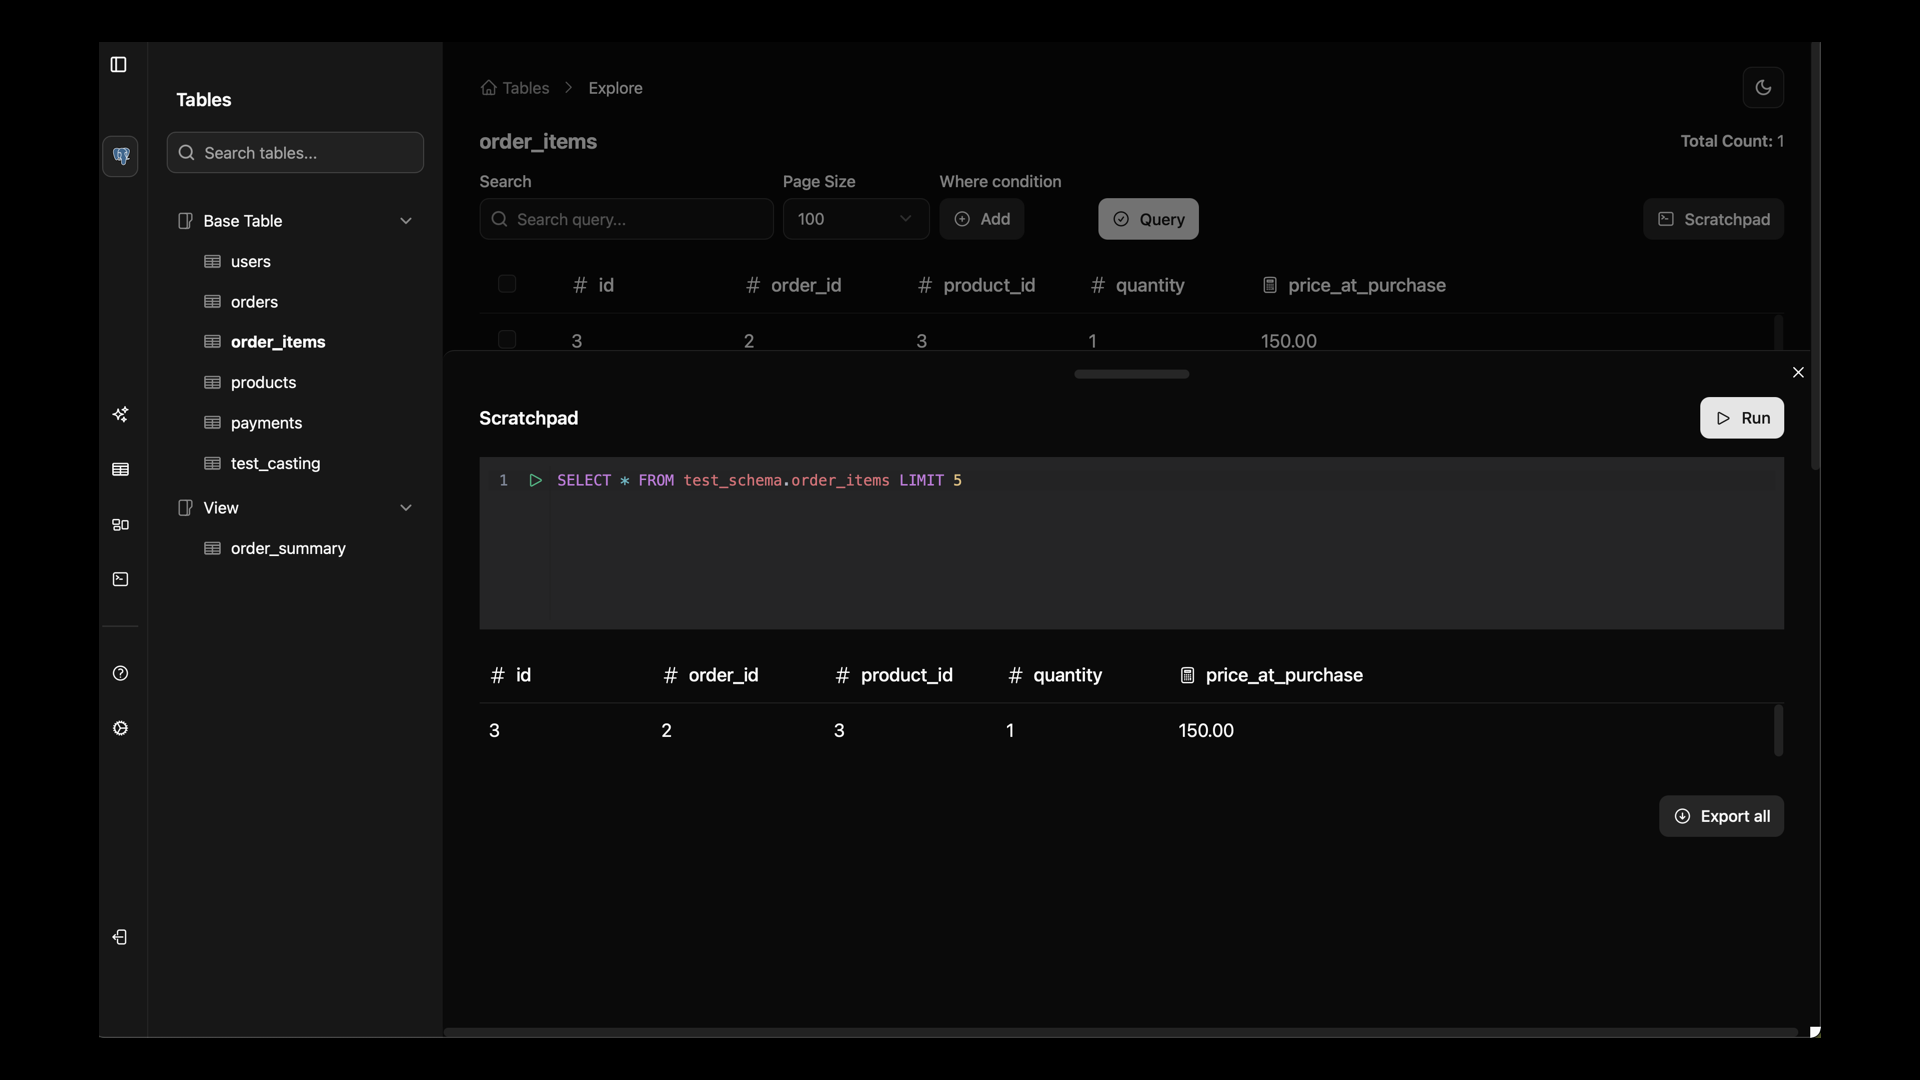 Tables
Search tables...
Base Table
users
orders
order_items
products
payments
test_casting
View
order_summary
Tables > Explore
order_items
Total Count: 1
Search
Page Size
Where condition
Search query...
100
Add
Query
Scratchpad
# id # order_id # product_id # quantity price_at_purchase
3 2 3 1 150.00
Scratchpad
Run
1 SELECT * FROM test_schema.order_items LIMIT 5
# id # order_id # product_id # quantity price_at_purchase
3 2 3 1 150.00
Export all